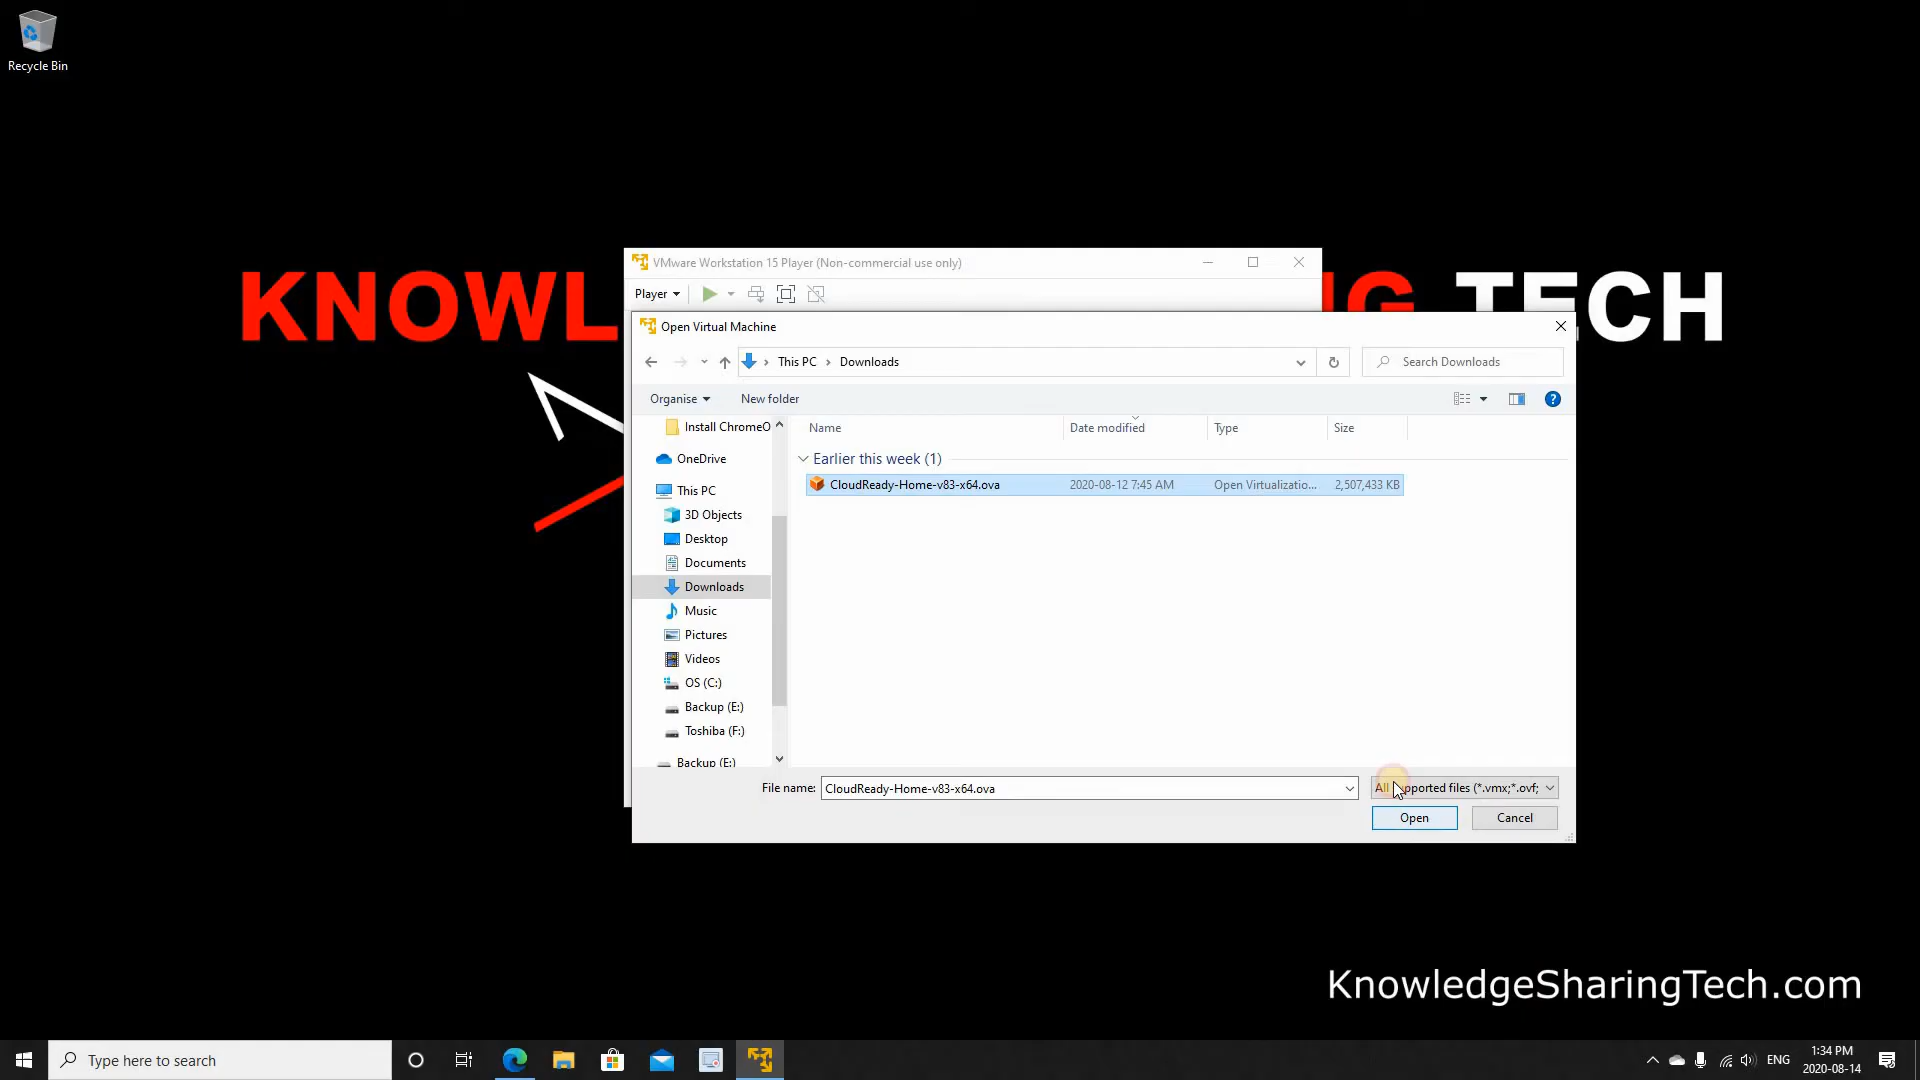 Recycle Bin
KNOWL
NG TECH
VMware Workstation 15 Player (Non-commercial use only)
Player
Open Virtual Machine
This PC
Downloads
Search Downloads
Organise
New folder
?
Install ChromeO
OneDrive
This PC
3D Objects
Desktop
Documents
Downloads
Music
Pictures
Videos
OS (C:)
Backup (E:)
Toshiba (F:)
Backup (E:)
Name Date modified Type Size
Earlier this week (1)
CloudReady-Home-v83-x64.ova 2020-08-12 7:45 AM Open Virtualizatio... 2,507,433 KB
File name: CloudReady-Home-v83-x64.ova
All pported files (*.vmx;*.ovf;
Open Cancel
KnowledgeSharingTech.com
Type here to search
ENG
1:34 PM
2020-08-14